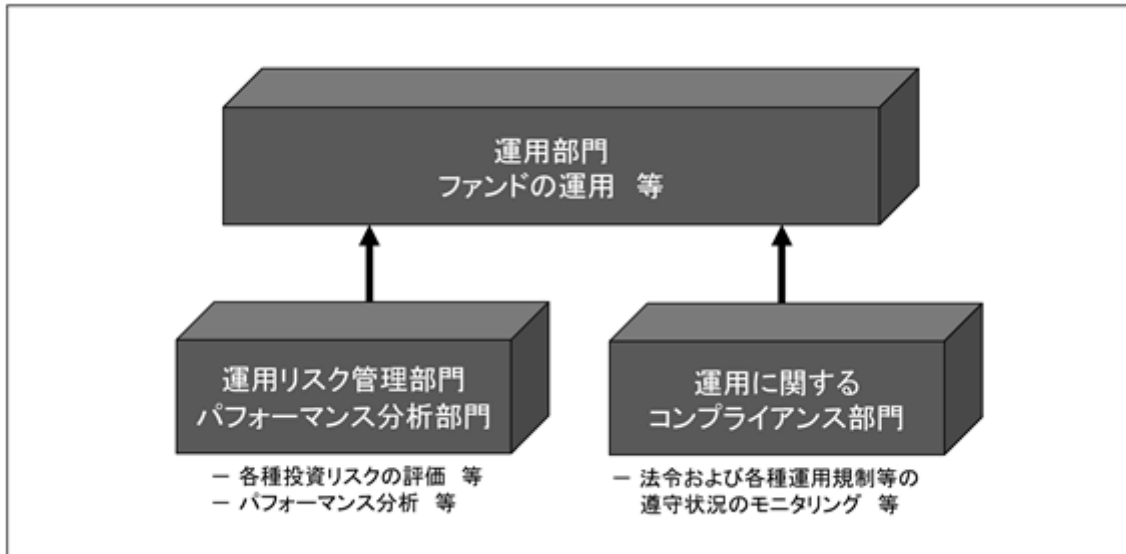 運用部門
ファンドの運用 等
運用リスク管理部門
パフォーマンス分析部門
運用に関する
コンプライアンス部門
－ 各種投資リスクの評価 等
－ パフォーマンス分析 等
－ 法令および各種運用規制等の
遵守状況のモニタリング 等